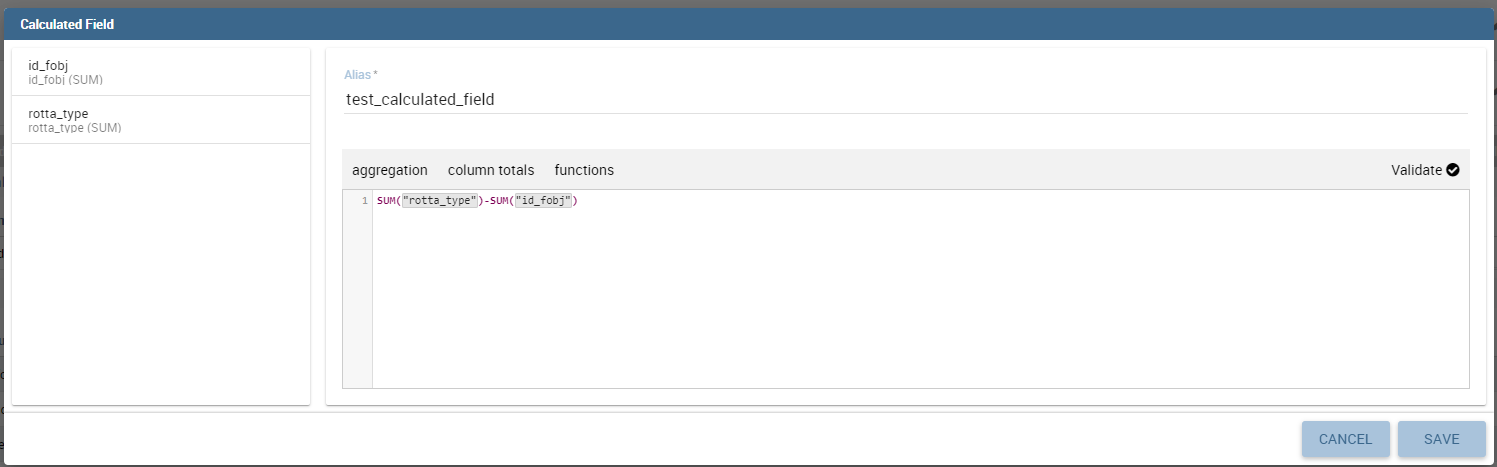 Calculated Field
id_fobj
id_fobj (SUM)
rotta_type
rotta_type (SUM)
Alias *
test_calculated_field
aggregation column totals functions Validate
1 SUM("rotta_type")-SUM("id_fobj")
CANCEL SAVE